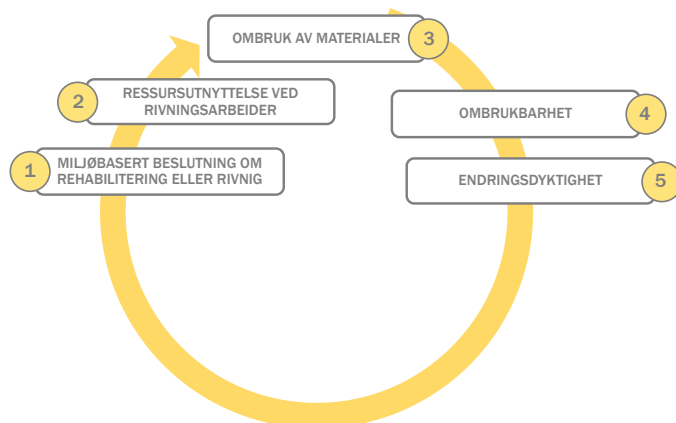 OMBRUK AV MATERIALER
3
2
RESSURSUTNYTTELSE VED
RIVNINGSARBEIDER
OMBRUKBARHET
4
1
MILJØBASERT BESLUTNING OM
REHABILITERING ELLER RIVNIG
ENDRINGSDYKTIGHET
5